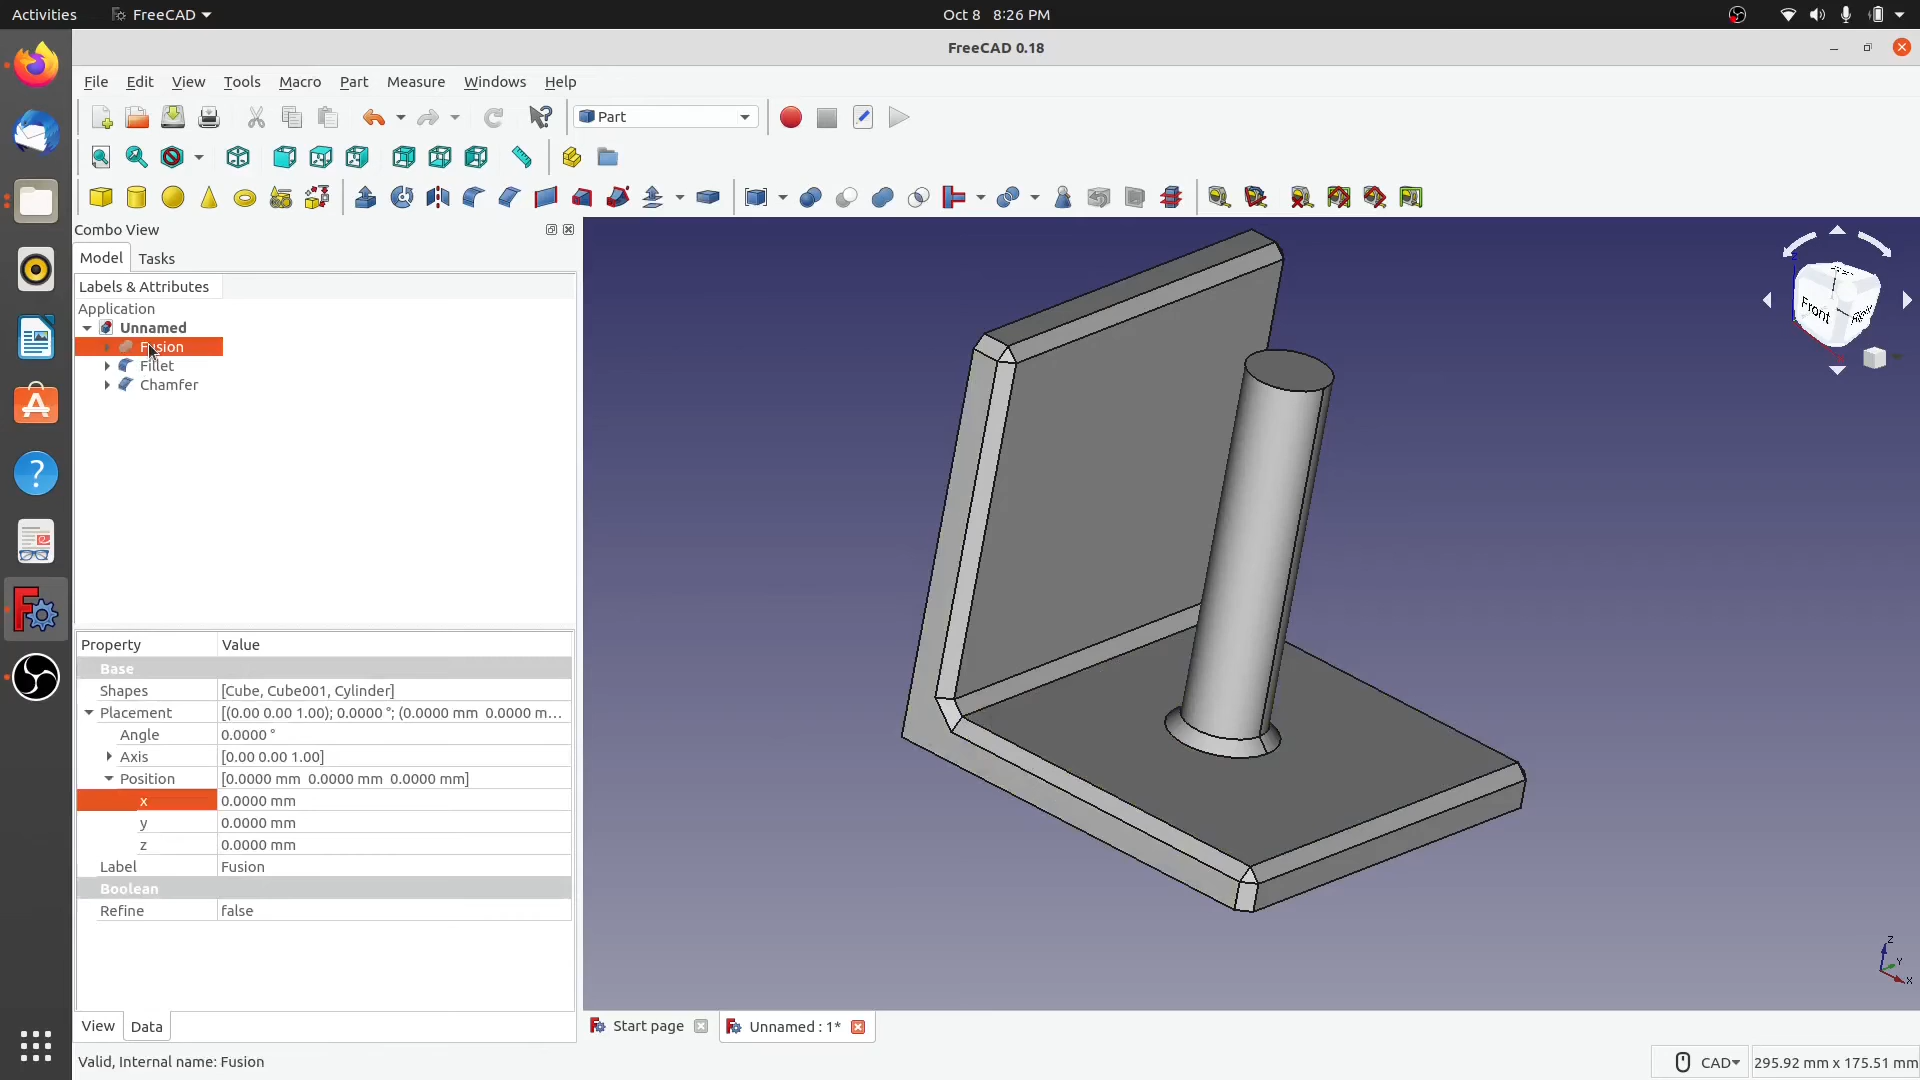 Activities FreeCAD Oct 8 8:26 PM
FreeCAD 0.18
File Edit View Tools Macro Part Measure Windows Help
Part
Combo View
Model Tasks
Labels & Attributes
Application
Unnamed
Fusion
Fillet
Chamfer
Property Value
Base
Shapes [Cube, Cube001, Cylinder]
Placement [(0.00 0.00 1.00); 0.0000 °; (0.0000 mm 0.0000 m...
Angle 0.0000 °
Axis [0.00 0.00 1.00]
Position [0.0000 mm 0.0000 mm 0.0000 mm]
x 0.0000 mm
y 0.0000 mm
z 0.0000 mm
Label Fusion
Boolean
Refine false
View Data
Front
Z
Y
X
Start page Unnamed : 1*
Valid, Internal name: Fusion CAD 295.92 mm x 175.51 mm